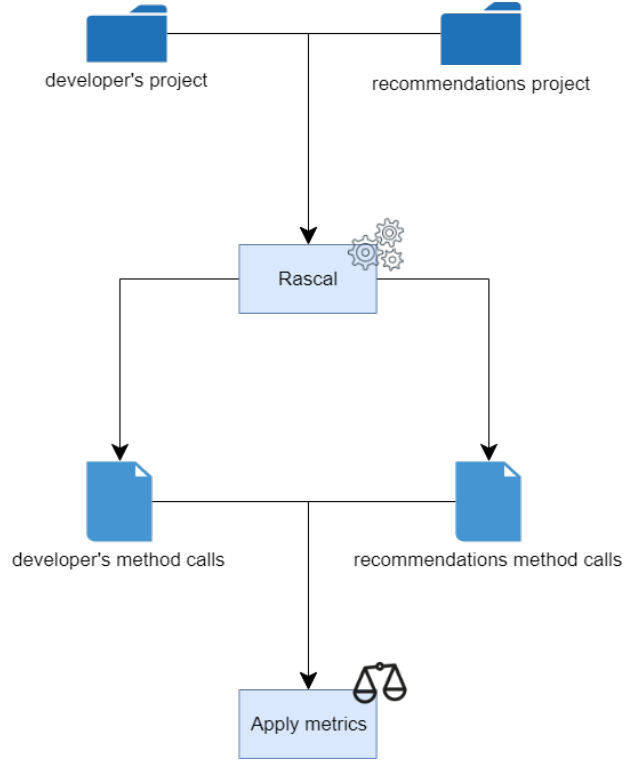 developer's project
recommendations project
Rascal
developer's method calls
recommendations method calls
Apply metrics